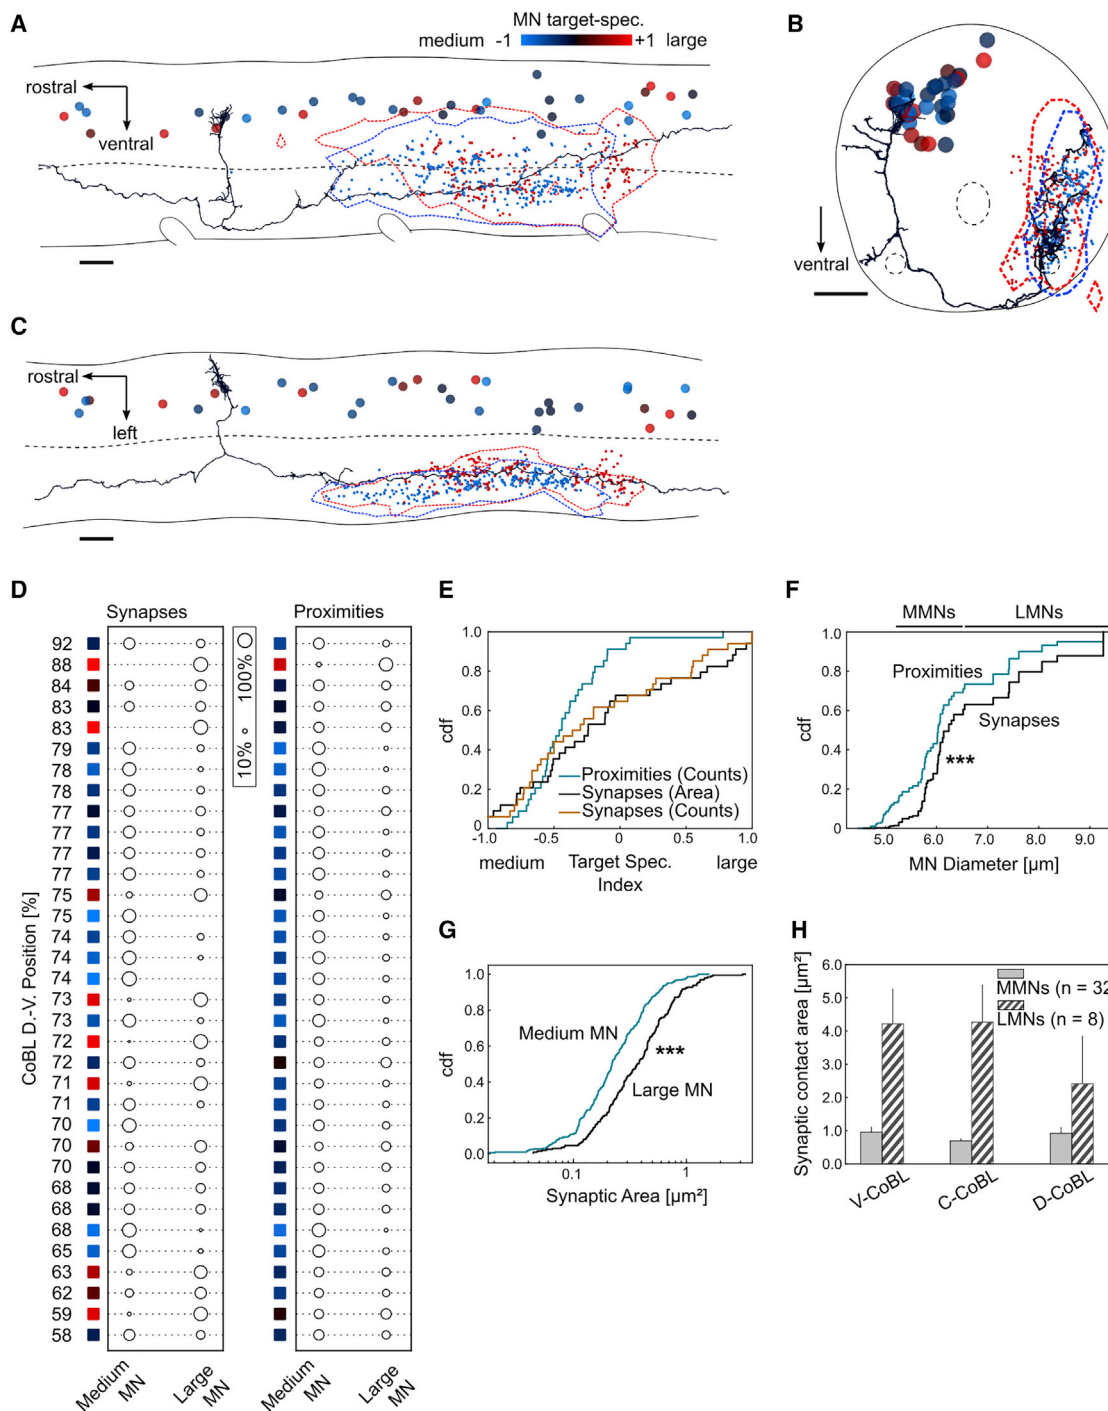 A
MN target-spec.
medium -1 +1 large
rostral
ventral
B
ventral
C
rostral
left
D
Synapses
Proximities
10% 100%
CoBL D.-V. Position [%]
92
88
84
83
83
79
78
78
77
77
77
77
75
75
74
74
74
73
73
72
72
71
71
70
70
70
68
68
68
65
63
62
59
58
Medium MN
Large MN
Medium MN
Large MN
E
cdf
1.0
0.8
0.6
0.4
0.2
0
Proximities (Counts)
Synapses (Area)
Synapses (Counts)
-1.0 -0.5 0 0.5 1.0
medium Target Spec. large
Index
F
MMNs LMNs
cdf
1.0
0.8
0.6
0.4
0.2
0
Proximities
Synapses
***
5.0 6.0 7.0 8.0 9.0
MN Diameter [µm]
G
cdf
1.0
0.8
0.6
0.4
0.2
0.0
Medium MN
***
Large MN
0.1 1
Synaptic Area [µm²]
H
Synaptic contact area [µm²]
6.0
5.0
4.0
3.0
2.0
1.0
0.0
MMNs (n = 32
LMNs (n = 8)
V-CoBL
C-CoBL
D-CoBL